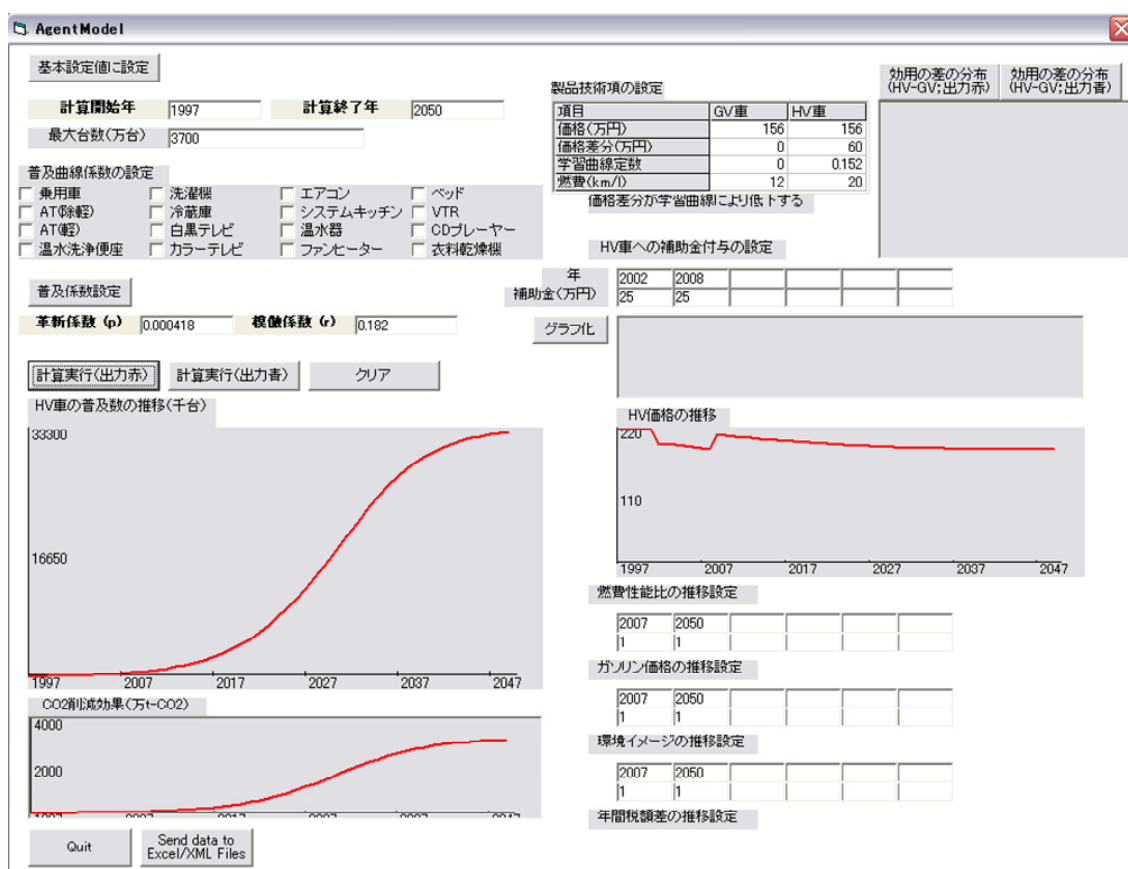 AgentModel
基本設定値に設定
計算開始年 1997 計算終了年 2050
最大台数(万台) 3700
普及曲線係数の設定
乗用車 洗濯機 エアコン ベッド
AT(除軽) 冷蔵庫 システムキッチン VTR
AT(軽) 白黒テレビ 温水器 CDプレーヤー
温水洗浄便座 カラーテレビ ファンヒーター 衣料乾燥機
普及係数設定
革新係数 (p) 0.000418 模倣係数 (r) 0.182
計算実行(出力赤) 計算実行(出力青) クリア
HV車の普及数の推移(千台)
33300
16650
1997 2007 2017 2027 2037 2047
CO2削減効果(万t-CO2)
4000
2000
Quit
Send data to
Excel/XML Files
製品技術項の設定
項目 GV車 HV車
価格(万円) 156 156
価格差分(万円) 0 60
学習曲線定数 0 0.152
燃費(km/l) 12 20
価格差分が学習曲線により低下する
効用の差の分布
(HV-GV;出力赤)
効用の差の分布
(HV-GV;出力青)
HV車への補助金付与の設定
年 2002 2008
補助金(万円) 25 25
グラフ化
HV価格の推移
220
110
1997 2007 2017 2027 2037 2047
燃費性能比の推移設定
2007 2050
1 1
ガソリン価格の推移設定
2007 2050
1 1
環境イメージの推移設定
2007 2050
1 1
年間税額差の推移設定